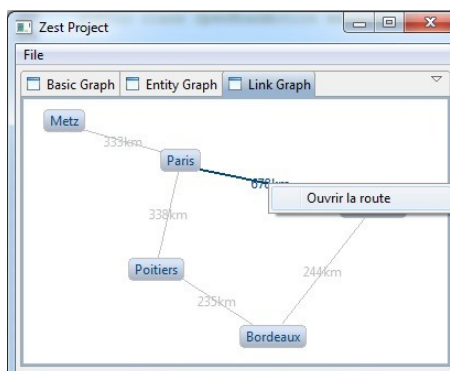 Zest Project
File
Basic Graph Entity Graph Link Graph
Metz
333km
Paris
678km
Ouvrir la route
338km
Poitiers
244km
235km
Bordeaux